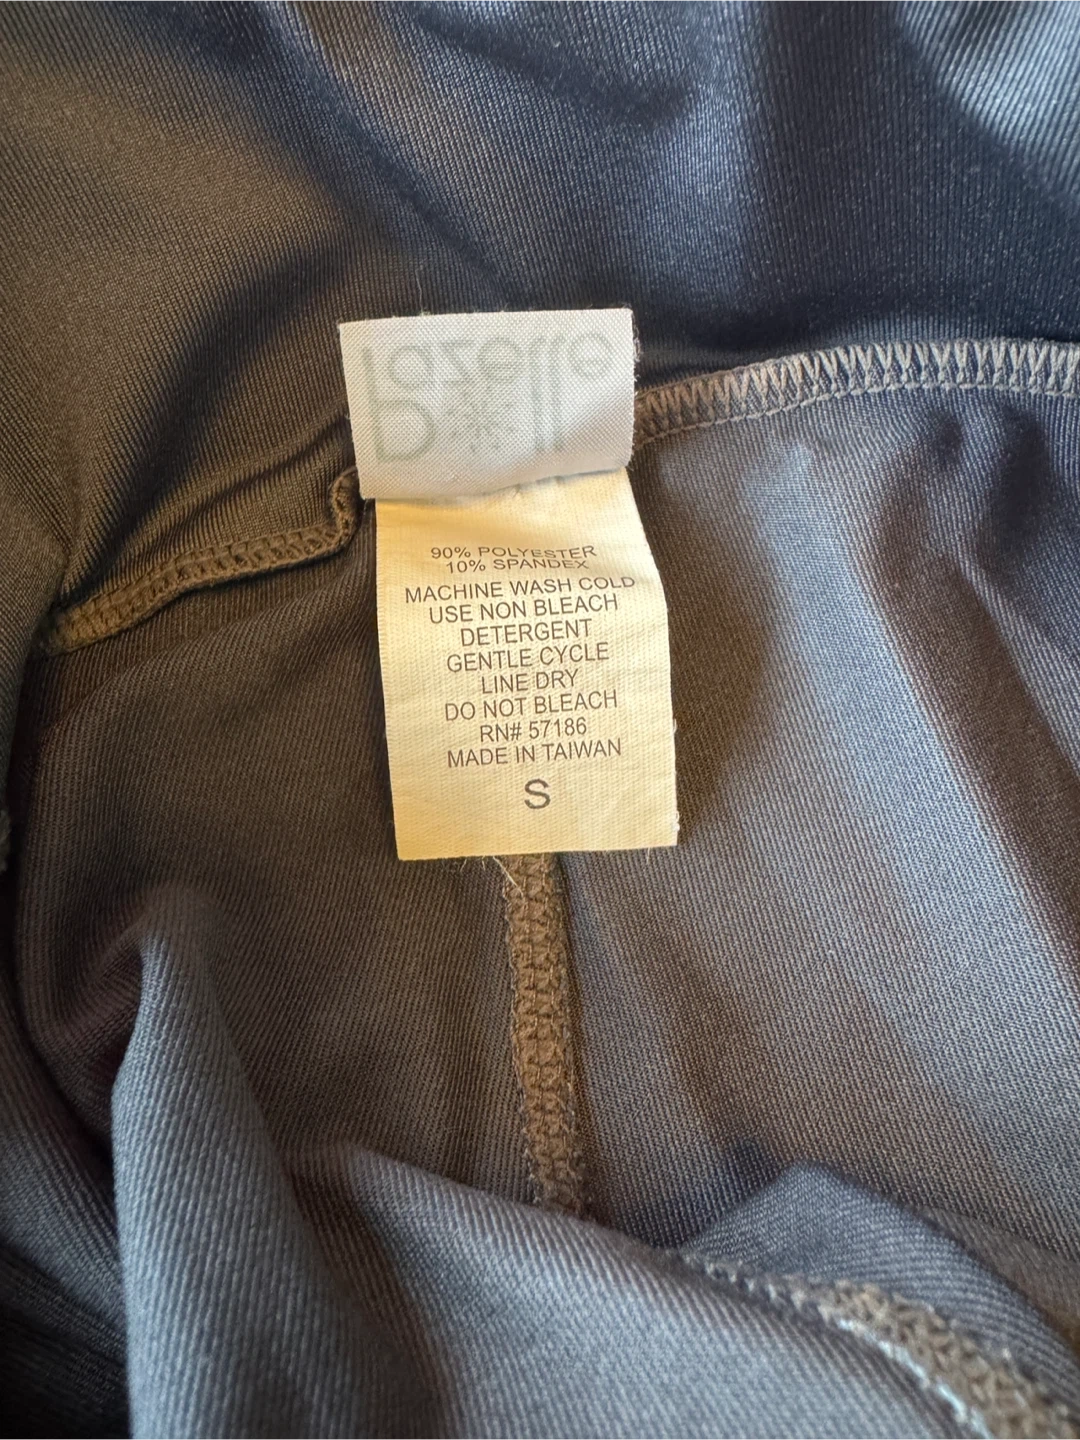 90% POLYESTER
10% SPANDEX
MACHINE WASH COLD
USE NON BLEACH
DETERGENT
GENTLE CYCLE
LINE DRY
DO NOT BLEACH
RN# 57186
MADE IN TAIWAN
S